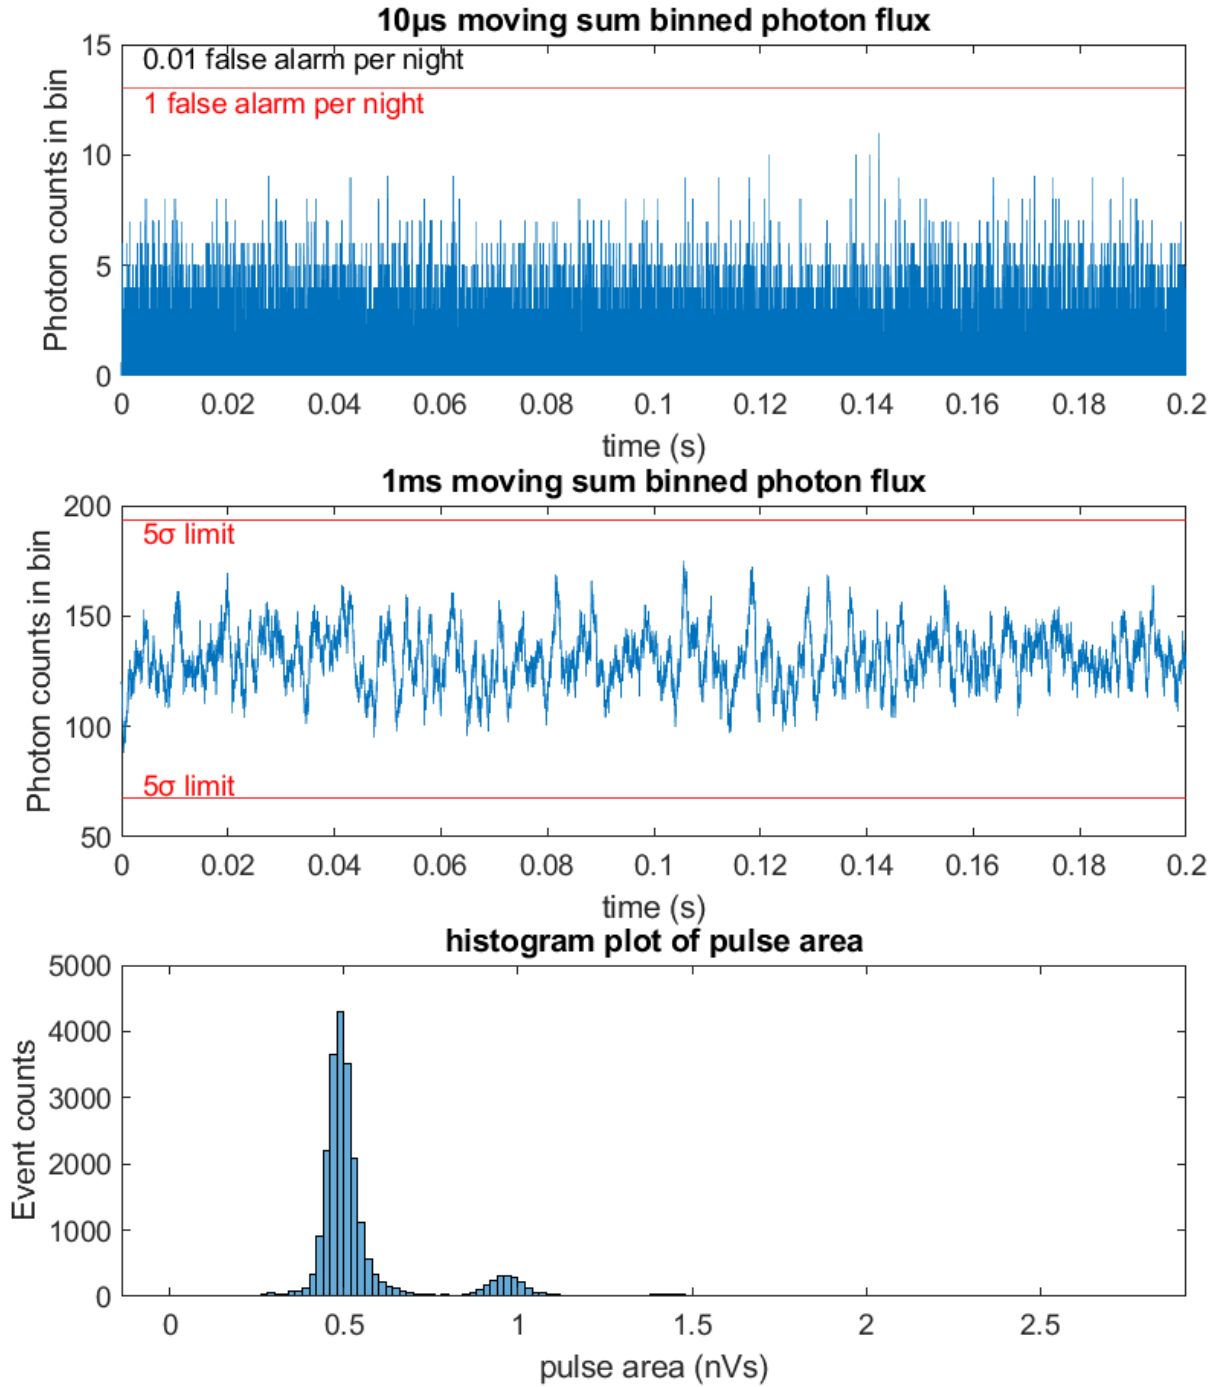 10µs moving sum binned photon flux
15
0.01 false alarm per night
1 false alarm per night
10
5
0
Photon counts in bin
0 0.02 0.04 0.06 0.08 0.1 0.12 0.14 0.16 0.18 0.2
time (s)
1ms moving sum binned photon flux
200
5σ limit
150
100
5σ limit
50
Photon counts in bin
0 0.02 0.04 0.06 0.08 0.1 0.12 0.14 0.16 0.18 0.2
time (s)
histogram plot of pulse area
5000
4000
3000
2000
1000
0
Event counts
0 0.5 1 1.5 2 2.5
pulse area (nVs)